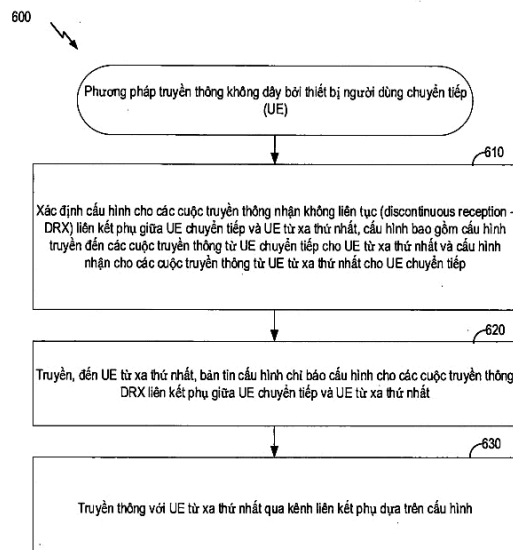 600
Phương pháp truyền thông không dây bởi thiết bị người dùng chuyển tiếp
(UE)
610
Xác định cấu hình cho các cuộc truyền thông nhận không liên tục (discontinuous reception -
DRX) liên kết phụ giữa UE chuyển tiếp và UE từ xa thứ nhất, cấu hình bao gồm cấu hình
truyền đến các cuộc truyền thông từ UE chuyển tiếp cho UE từ xa thứ nhất và cấu hình
nhận cho các cuộc truyền thông từ UE từ xa thứ nhất cho UE chuyển tiếp
620
Truyền, đến UE từ xa thứ nhất, bản tin cấu hình chỉ báo cấu hình cho các cuộc truyền thông
DRX liên kết phụ giữa UE chuyển tiếp và UE từ xa thứ nhất
630
Truyền thông với UE từ xa thứ nhất qua kênh liên kết phụ dựa trên cấu hình